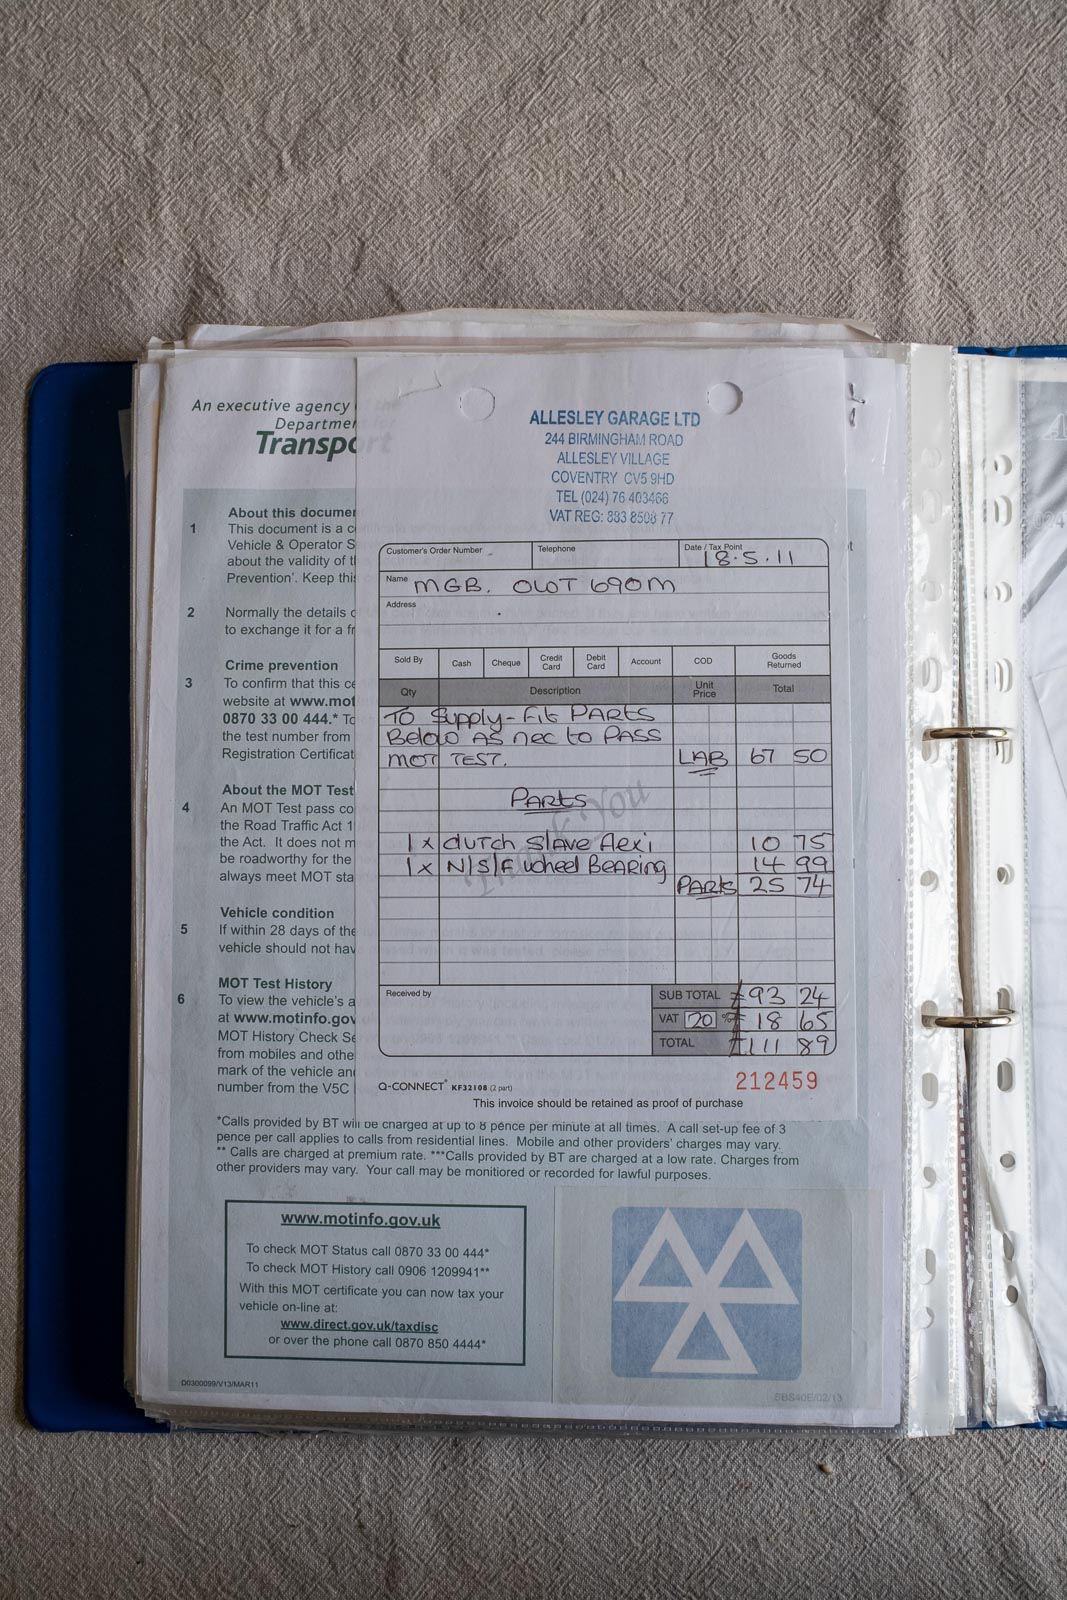 An executive agency of the
Department for
Transport
ALLESLEY GARAGE LTD
244 BIRMINGHAM ROAD
ALLESLEY VILLAGE
COVENTRY CV5 9HD
TEL (024) 76 403466
VAT REG: 883 8508 77
Customer's Order Number
Telephone
Date / Tax Point
18.5.11
Name MGB. OWT 690M
Address
Sold By Cash Cheque Credit Card Debit Card Account COD Goods Returned
Qty Description Unit Price Total
TO Supply - Fit PARTS
Below AS nec to PASS
MOT TEST. LAB 67 50
PARTS
Thank You
1 x clutch Slave flexi 10 75
1 x N/S/F wheel BEARING 14 99
PARTS 25 74
Received by
SUB TOTAL £93 24
VAT 20 % £18 65
TOTAL £111 89
Q-CONNECT KF32108 (2 part)
212459
This invoice should be retained as proof of purchase
About this documen
1 This document is a c
Vehicle & Operator S
about the validity of t
Prevention'. Keep this
2 Normally the details o
to exchange it for a fr
Crime prevention
3 To confirm that this ce
website at www.mot
0870 33 00 444.* To
the test number from
Registration Certificat
About the MOT Test
4 An MOT Test pass co
the Road Traffic Act 1
the Act. It does not m
be roadworthy for the
always meet MOT sta
Vehicle condition
5 If within 28 days of the
vehicle should not hav
MOT Test History
6 To view the vehicle's a
at www.motinfo.gov
MOT History Check Se
from mobiles and othe
mark of the vehicle and
number from the V5C
*Calls provided by BT will be charged at up to 8 pence per minute at all times. A call set-up fee of 3
pence per call applies to calls from residential lines. Mobile and other providers' charges may vary.
** Calls are charged at premium rate. ***Calls provided by BT are charged at a low rate. Charges from
other providers may vary. Your call may be monitored or recorded for lawful purposes.
www.motinfo.gov.uk
To check MOT Status call 0870 33 00 444*
To check MOT History call 0906 1209941**
With this MOT certificate you can now tax your
vehicle on-line at:
www.direct.gov.uk/taxdisc
or over the phone call 0870 850 4444*
D0300099/V13/MAR11